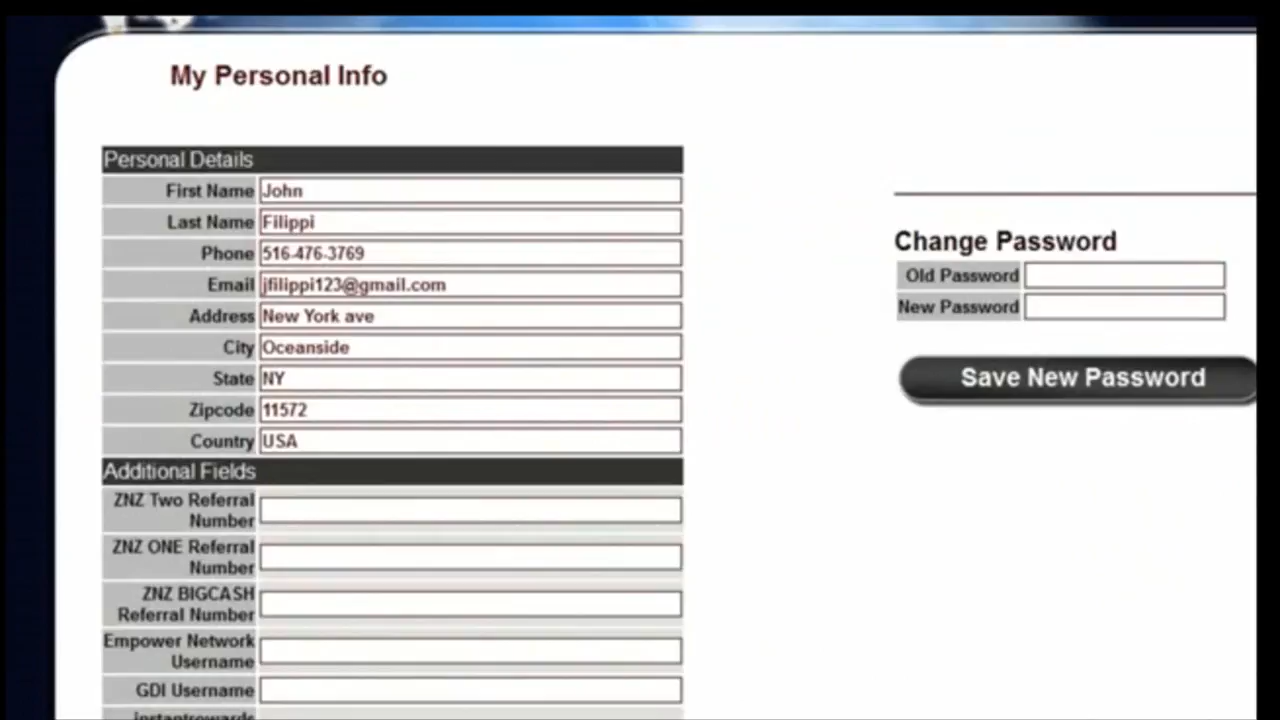 My Personal Info
Personal Details
First Name John
Last Name Filippi
Phone 516-476-3769
Email jfilippi123@gmail.com
Address New York ave
City Oceanside
State NY
Zipcode 11572
Country USA
Additional Fields
ZNZ Two Referral
Number
ZNZ ONE Referral
Number
ZNZ BIGCASH
Referral Number
Empower Network
Username
GDI Username
instantrewards
Change Password
Old Password
New Password
Save New Password